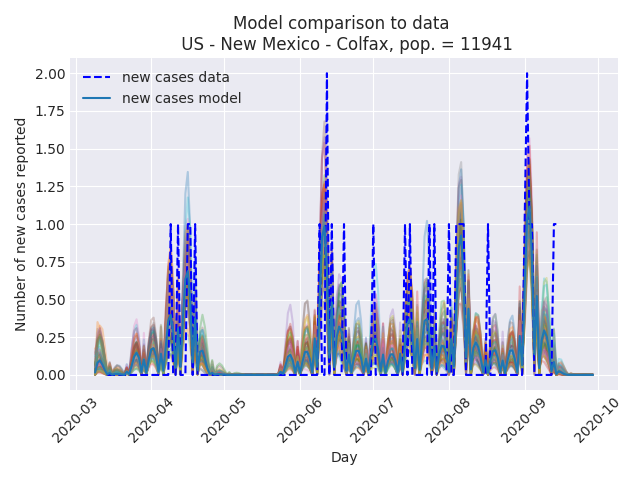 Model comparison to data
US - New Mexico - Colfax, pop. = 11941
new cases data
new cases model
Number of new cases reported
2.00
1.75
1.50
1.25
1.00
0.75
0.50
0.25
0.00
2020-03
2020-04
2020-05
2020-06
2020-07
2020-08
2020-09
2020-10
Day